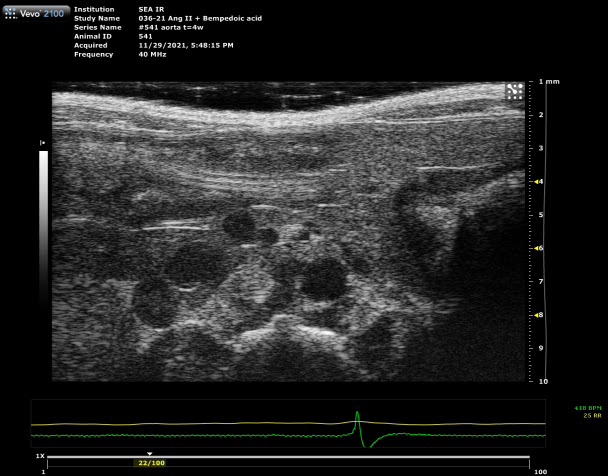 Vevo 2100
Institution SEA IR
Study Name 036-21 Ang II + Bempedoic acid
Series Name #541 aorta t=4w
Animal ID 541
Acquired 11/29/2021, 5:48:15 PM
Frequency 40 MHz
1 mm
2
3
4
5
6
7
8
9
10
418 BPM
25 RR
1X
22/100
1
100